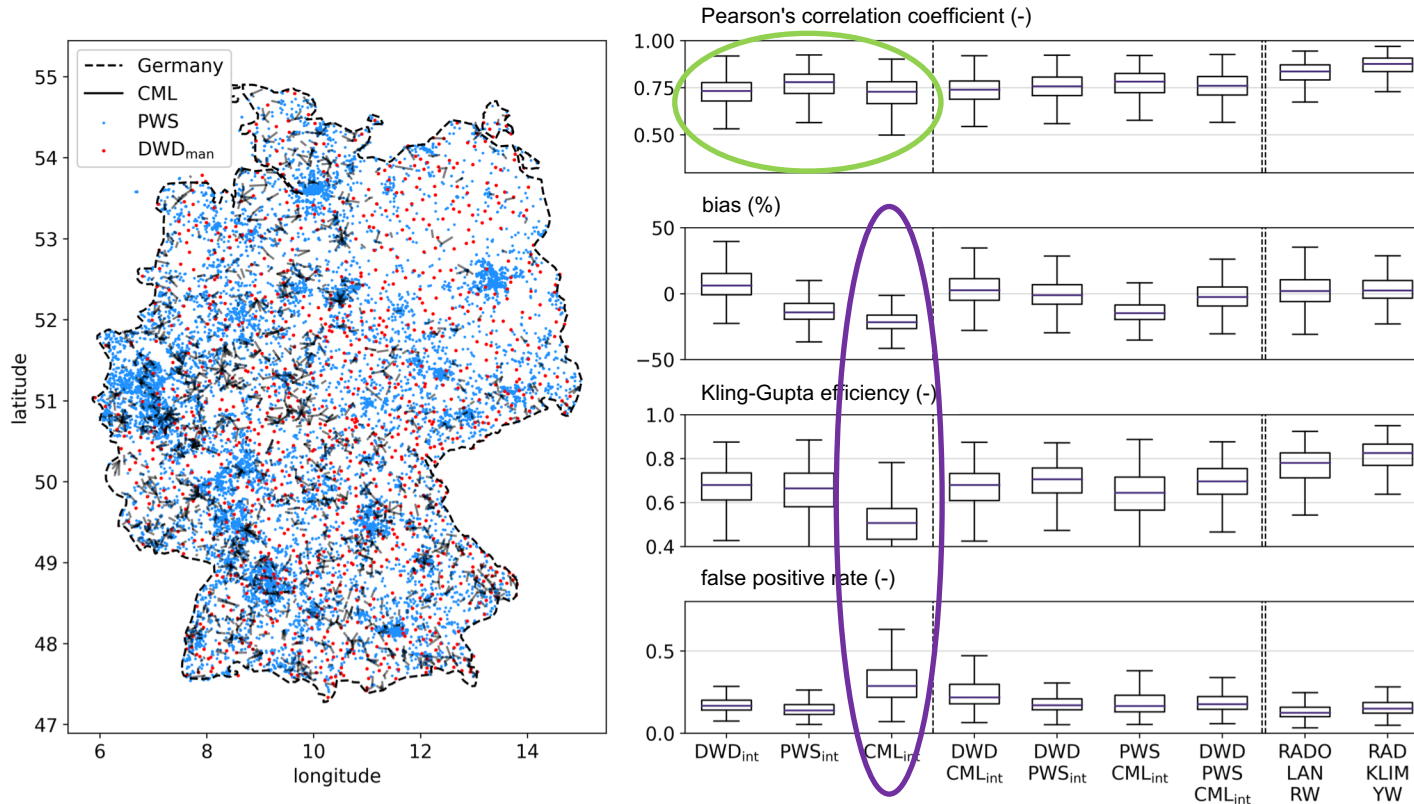 55
54
53
52
51
50
49
48
47
latitude
6
8
10
12
14
longitude
Germany
CML
PWS
DWDman
Pearson's correlation coefficient (-)
1.00
0.75
0.50
bias (%)
50
0
−50
Kling-Gupta efficiency (-)
1.0
0.8
0.6
0.4
false positive rate (-)
0.5
0.0
DWDint
PWSint
CMLint
DWD
CMLint
DWD
PWSint
PWS
CMLint
DWD
PWS
CMLint
RADO
LAN
RW
RAD
KLIM
YW